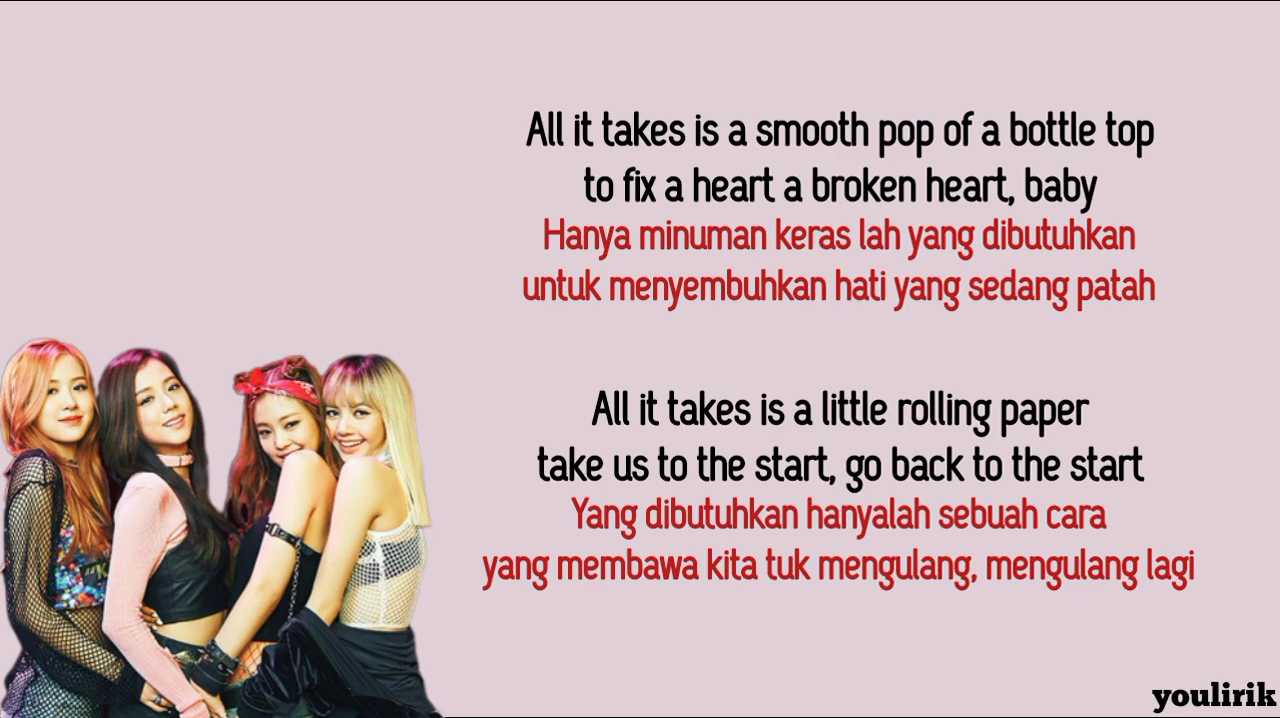 All it takes is a smooth pop of a bottle top
to fix a heart a broken heart, baby
Hanya minuman keras lah yang dibutuhkan
untuk menyembuhkan hati yang sedang patah
All it takes is a little rolling paper
take us to the start, go back to the start
Yang dibutuhkan hanyalah sebuah cara
yang membawa kita tuk mengulang, mengulang lagi
youlirik